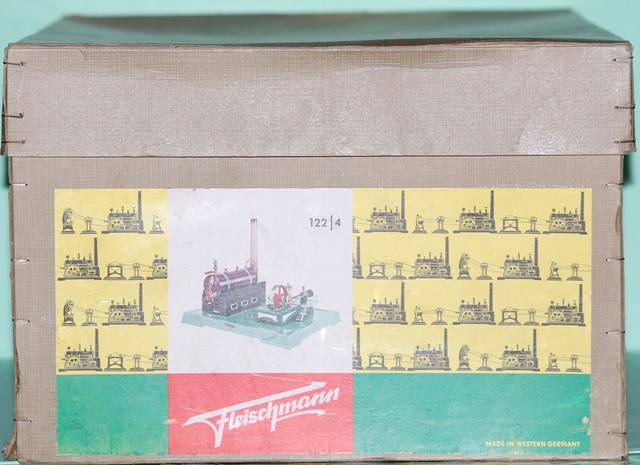 122|4
Fleischmann
MADE IN WESTERN GERMANY